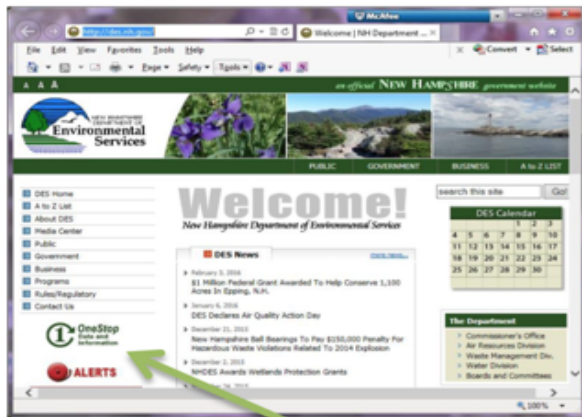 McAfee
http://des.nh.gov/
Welcome | NH Department ...
File Edit View Favorites Tools Help
Convert Select
Page Safety Tools
A A A
an official NEW HAMPSHIRE government website
NEW HAMPSHIRE
DEPARTMENT OF
Environmental
Services
PUBLIC GOVERNMENT BUSINESS A to Z LIST
DES Home
A to Z List
About DES
Media Center
Public
Government
Business
Programs
Rules/Regulatory
Contact Us
OneStop
Data and
Information
ALERTS
Welcome!
New Hampshire Department of Environmental Services
DES News
more news...
February 3, 2016
$1 Million Federal Grant Awarded To Help Conserve 1,100
Acres In Epping, N.H.
January 6, 2016
DES Declares Air Quality Action Day
December 21, 2015
New Hampshire Ball Bearings To Pay $150,000 Penalty For
Hazardous Waste Violations Related To 2014 Explosion
December 2, 2015
NHDES Awards Wetlands Protection Grants
search this site Go!
DES Calendar
1 2 3
4 5 6 7 8 9 10
11 12 13 14 15 16 17
18 19 20 21 22 23 24
25 26 27 28 29 30
The Department
Commissioner's Office
Air Resources Division
Waste Management Div.
Water Division
Boards and Committees
100%